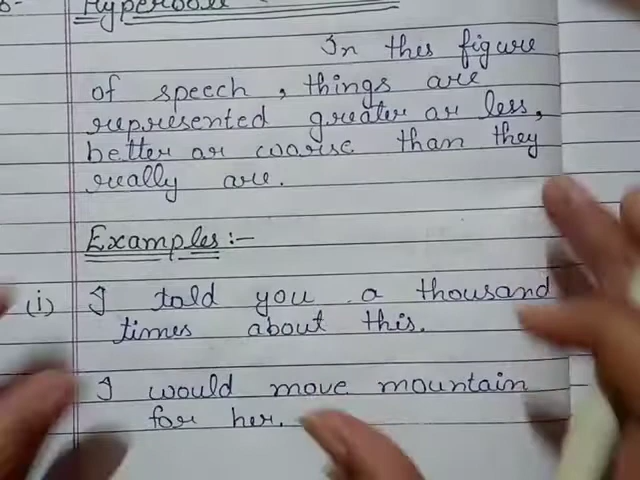 Hyperbole
In this figure
of speech, things are
represented greater or less,
better or woarse than they
really are.
Examples:-
(i) I told you a thousand
times about this.
I would move mountain
for her.